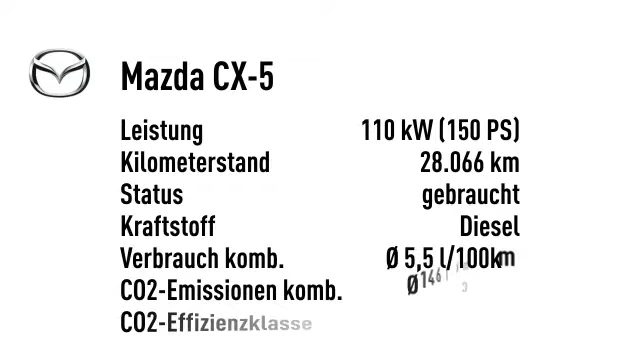 Mazda CX-5
Leistung 110 kW (150 PS)
Kilometerstand 28.066 km
Status gebraucht
Kraftstoff Diesel
Verbrauch komb. Ø 5,5 l/100km
CO2-Emissionen komb. Ø 146
CO2-Effizienzklasse